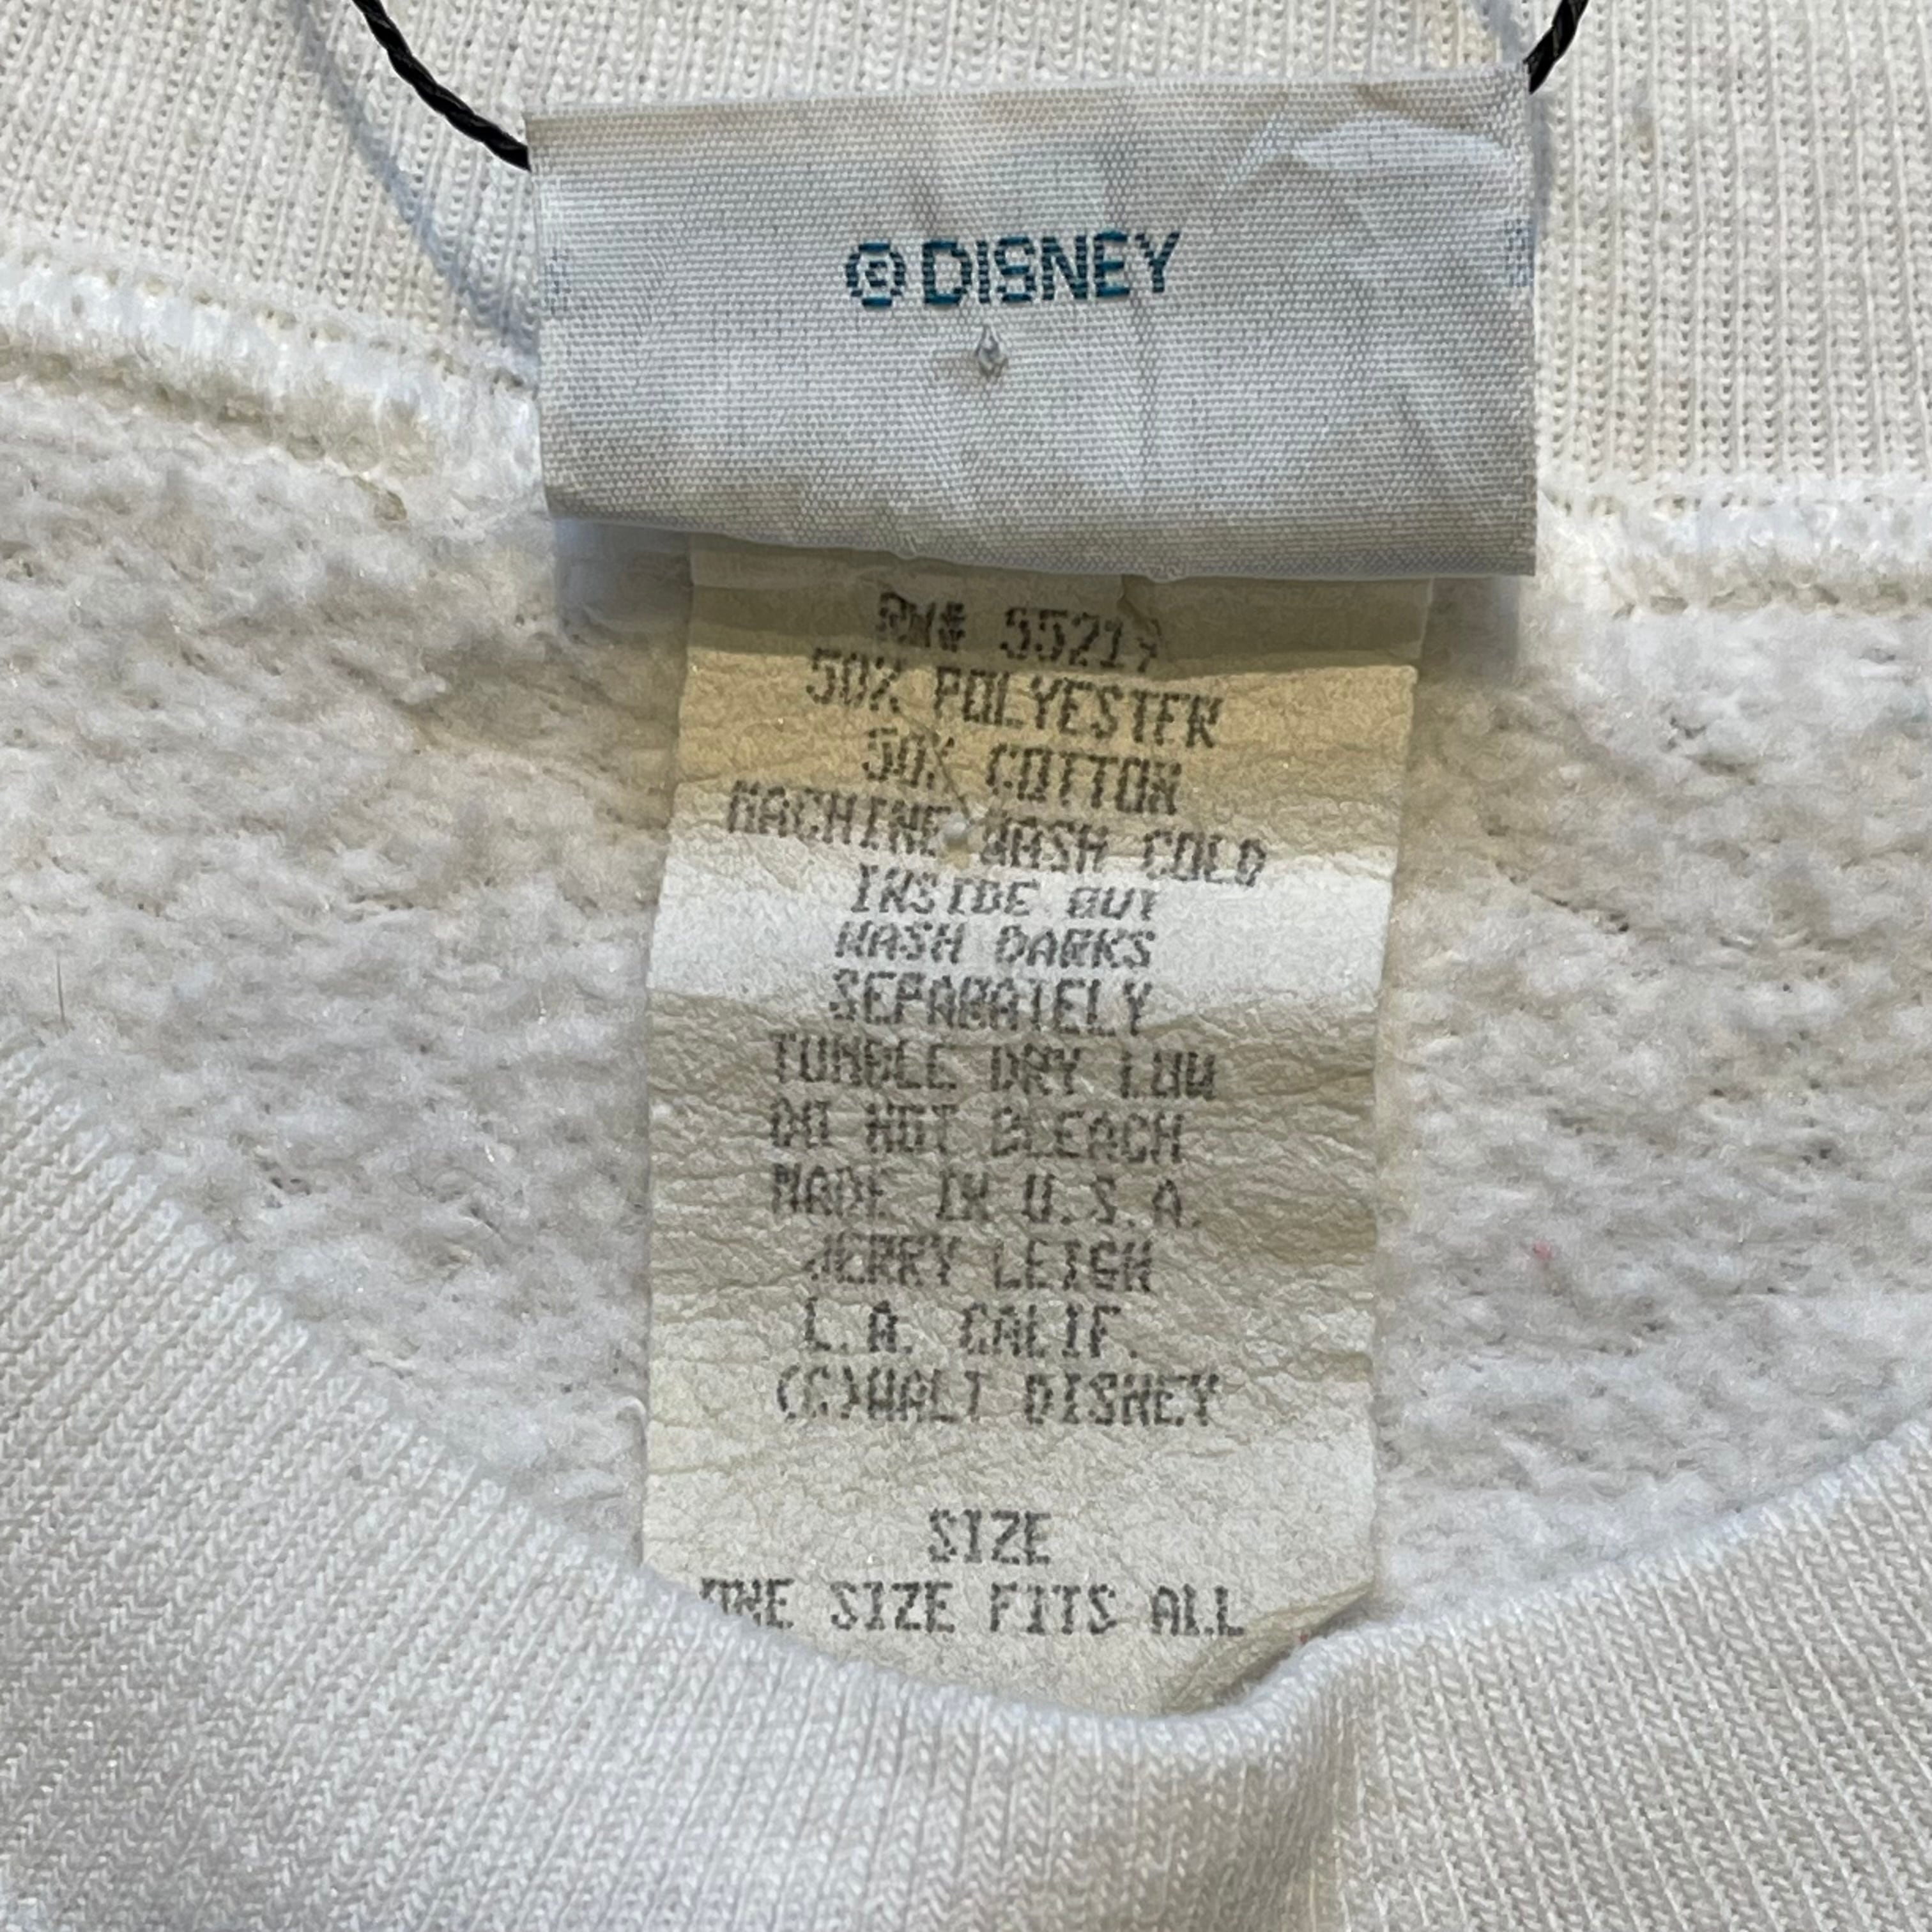 © DISNEY
RN# 55219
50% POLYESTER
50% COTTON
MACHINE WASH COLD
INSIDE OUT
WASH DARKS
SEPARATELY
TUMBLE DRY LOW
DO NOT BLEACH
MADE IN U.S.A.
JERRY LEIGH
L.A. CALIF.
(C)WALT DISNEY
SIZE
ONE SIZE FITS ALL